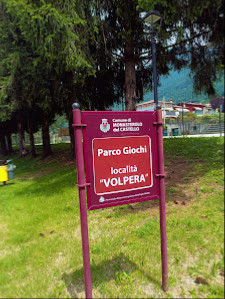 Comune di
MONASTEROLO
del CASTELLO
Parco Giochi
località
"VOLPERA"